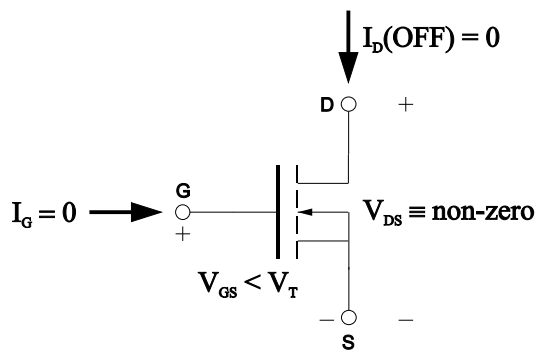 I_D(OFF) = 0
D +
G
I_G = 0
+
V_DS ≡ non-zero
V_GS < V_T
– –
S